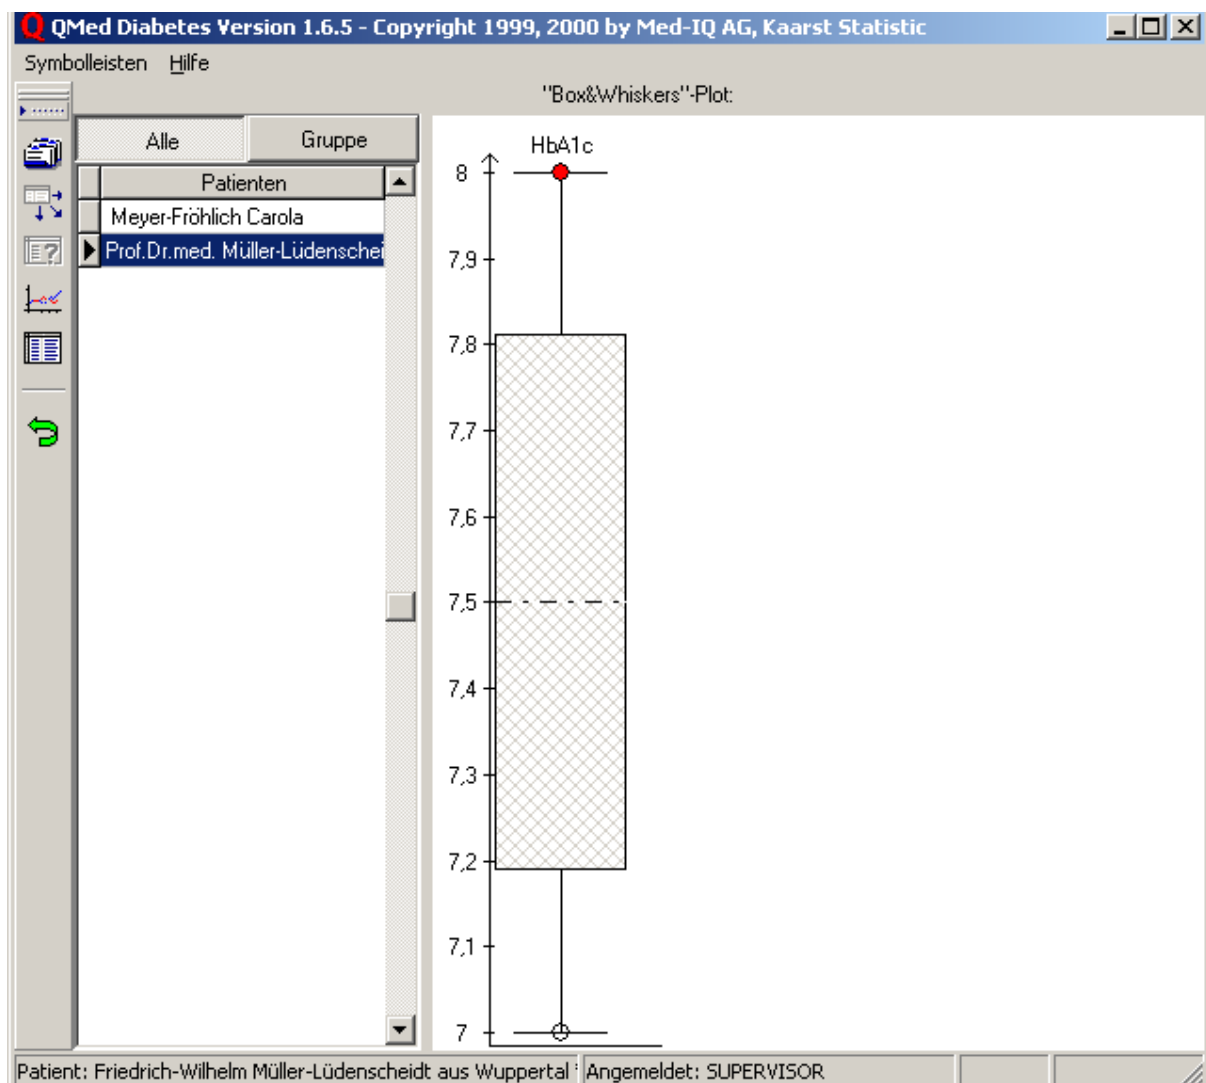 QMed Diabetes Version 1.6.5 - Copyright 1999, 2000 by Med-IQ AG, Kaarst Statistic
Symbolleisten Hilfe
"Box&Whiskers"-Plot:
Alle Gruppe
Patienten
Meyer-Fröhlich Carola
Prof.Dr.med. Müller-Lüdenschei
HbA1c
8
7,9
7,8
7,7
7,6
7,5
7,4
7,3
7,2
7,1
7
Patient: Friedrich-Wilhelm Müller-Lüdenscheidt aus Wuppertal
Angemeldet: SUPERVISOR